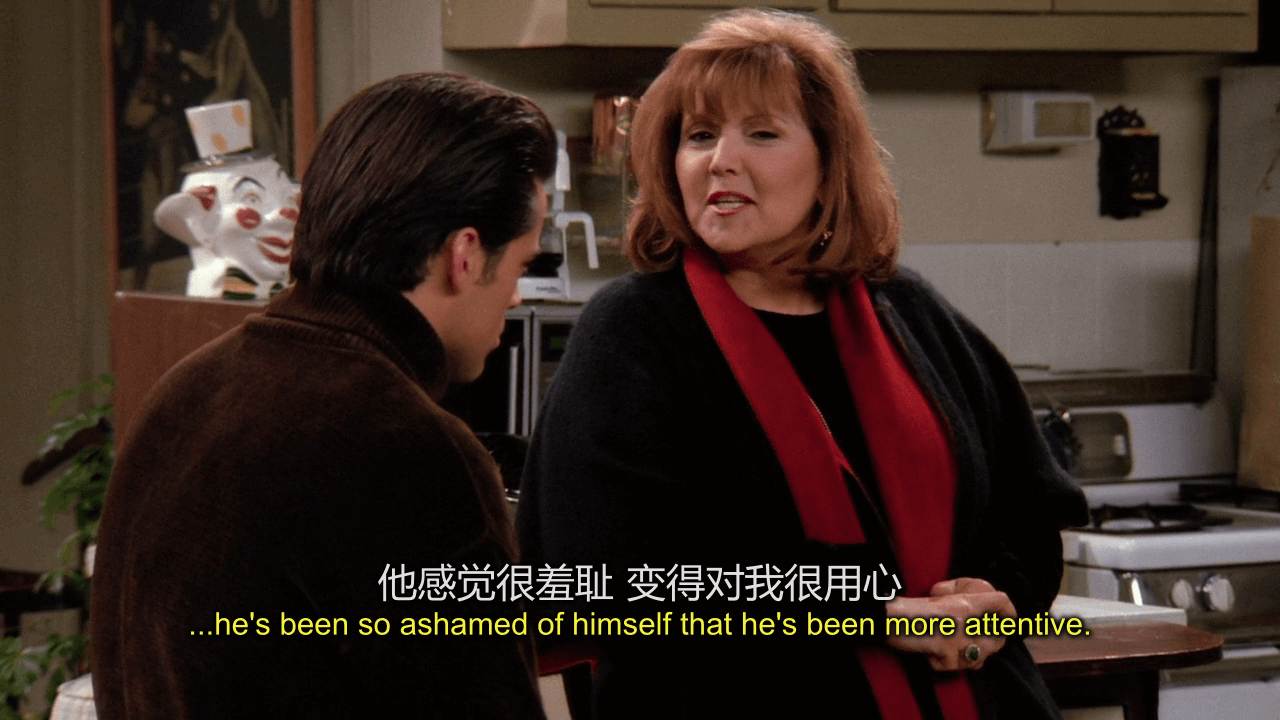 他感觉很羞耻 变得对我很用心
...he's been so ashamed of himself that he's been more attentive.